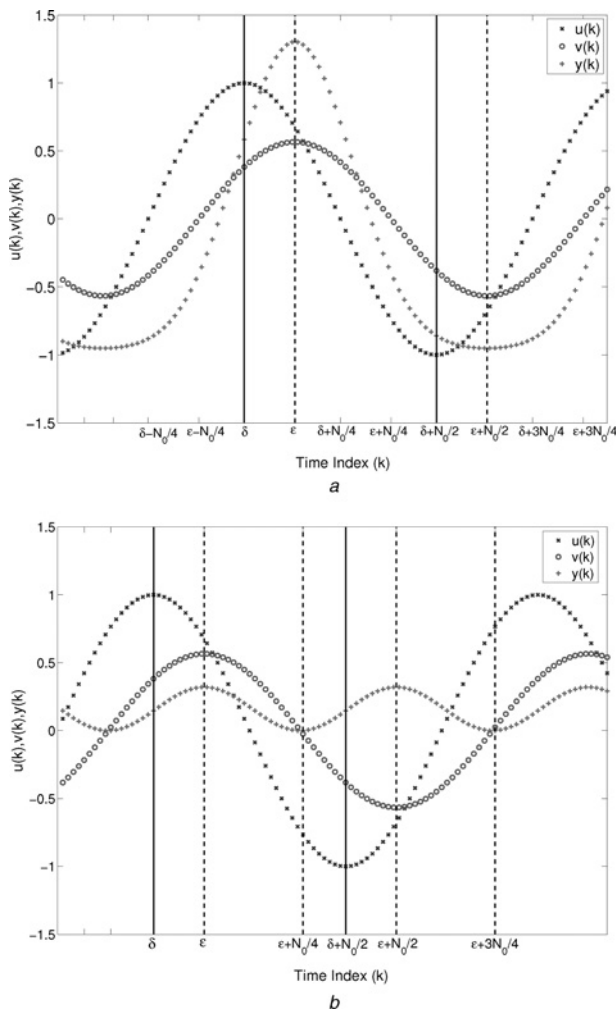 1.5
1
0.5
0
−0.5
−1
−1.5
u(k),v(k),y(k)
u(k)
v(k)
y(k)
δ−N₀/4 ε−N₀/4 δ ε δ+N₀/4 ε+N₀/4 δ+N₀/2 ε+N₀/2 δ+3N₀/4 ε+3N₀/4
Time Index (k)
a
1.5
1
0.5
0
−0.5
−1
−1.5
u(k),v(k),y(k)
u(k)
v(k)
y(k)
δ ε ε+N₀/4 δ+N₀/2 ε+N₀/2 ε+3N₀/4
Time Index (k)
b